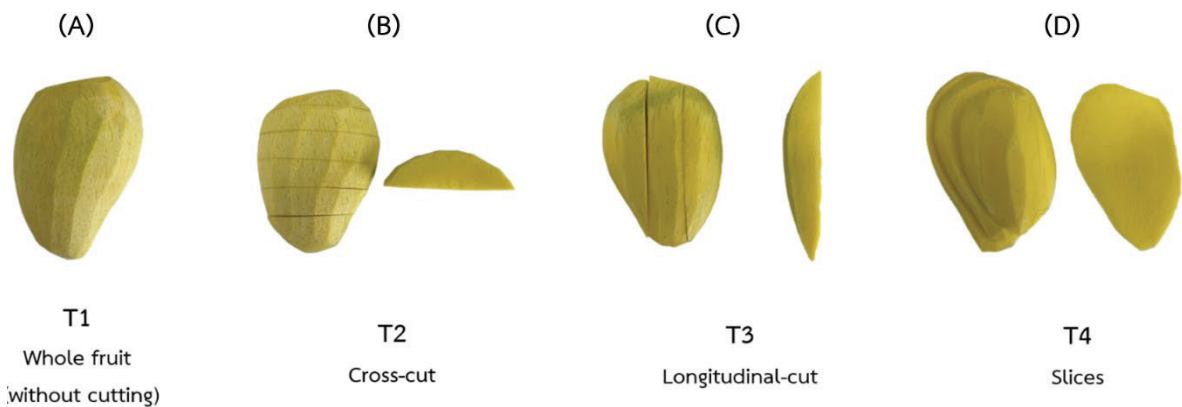 (A)
(B)
(C)
(D)
T1
Whole fruit
(without cutting)
T2
Cross-cut
T3
Longitudinal-cut
T4
Slices